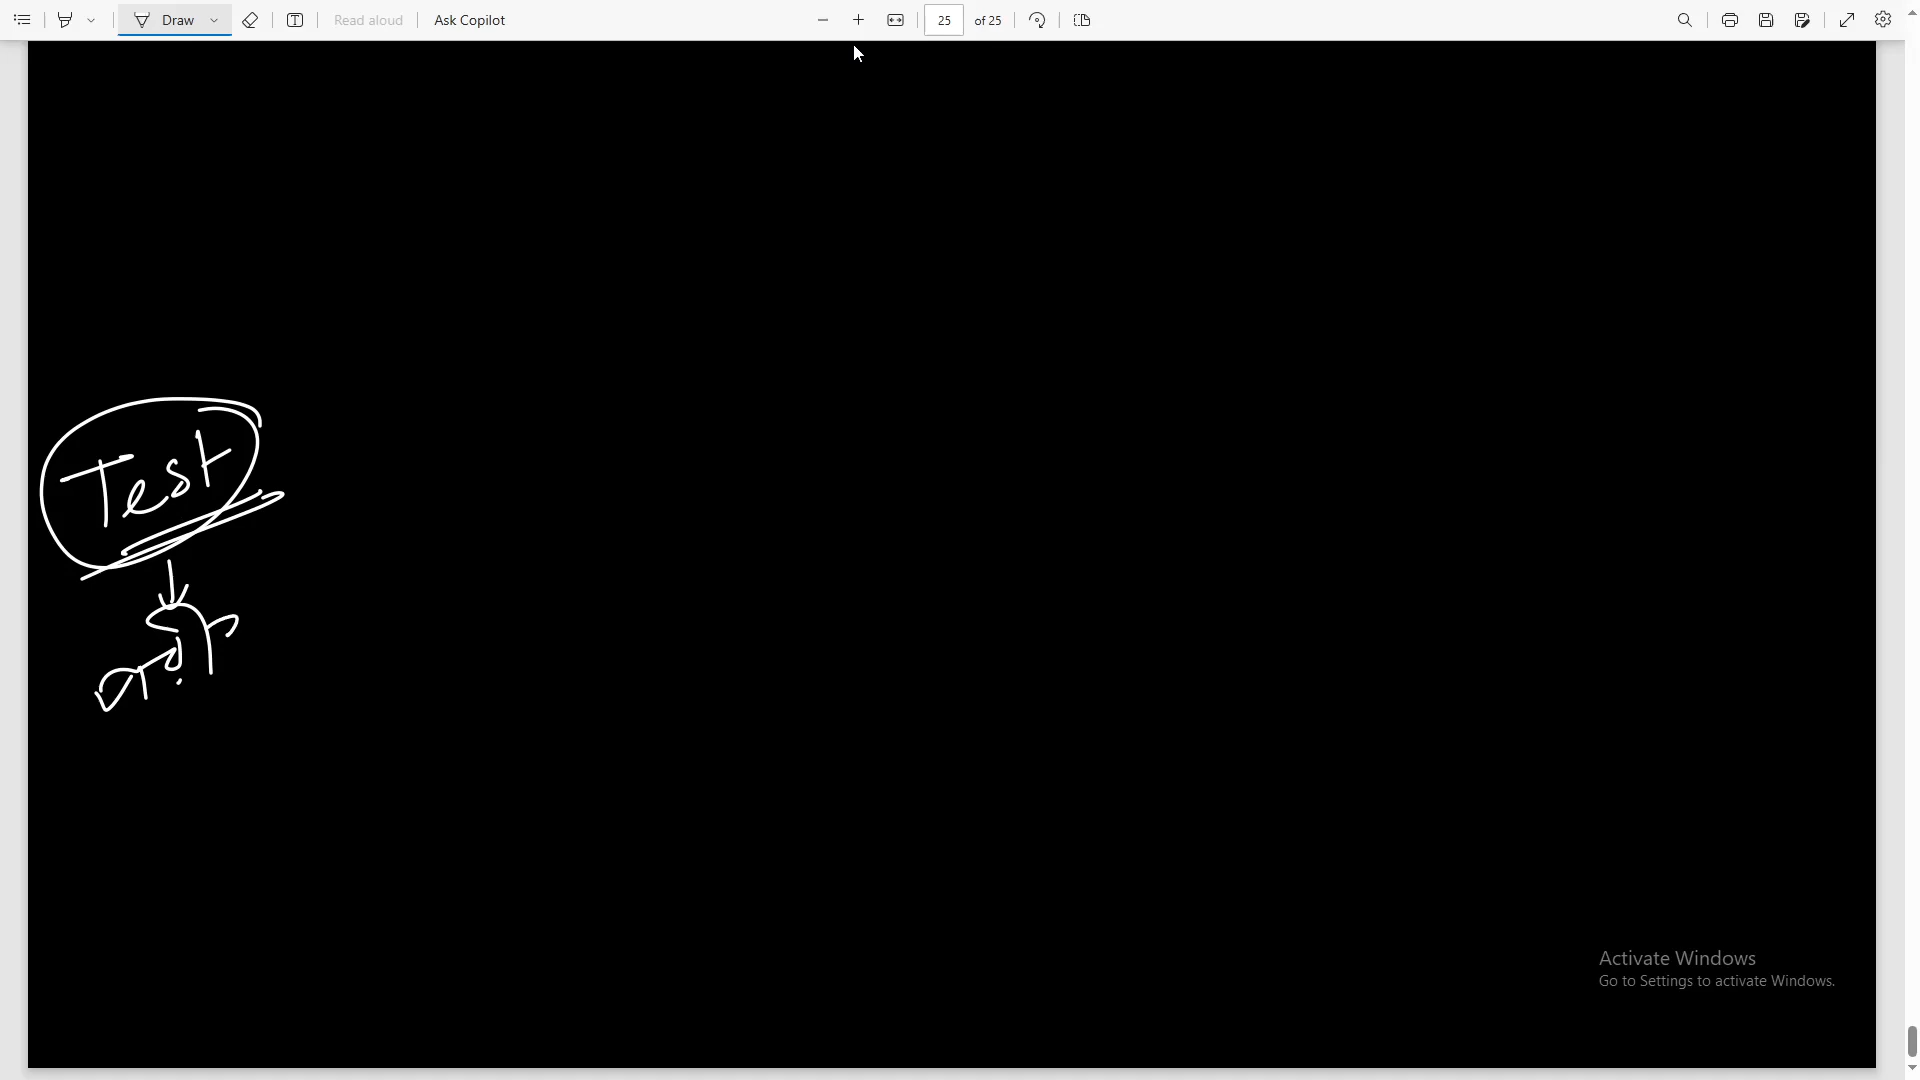 Draw
Read aloud
Ask Copilot
25
of 25
Test
Activate Windows
Go to Settings to activate Windows.